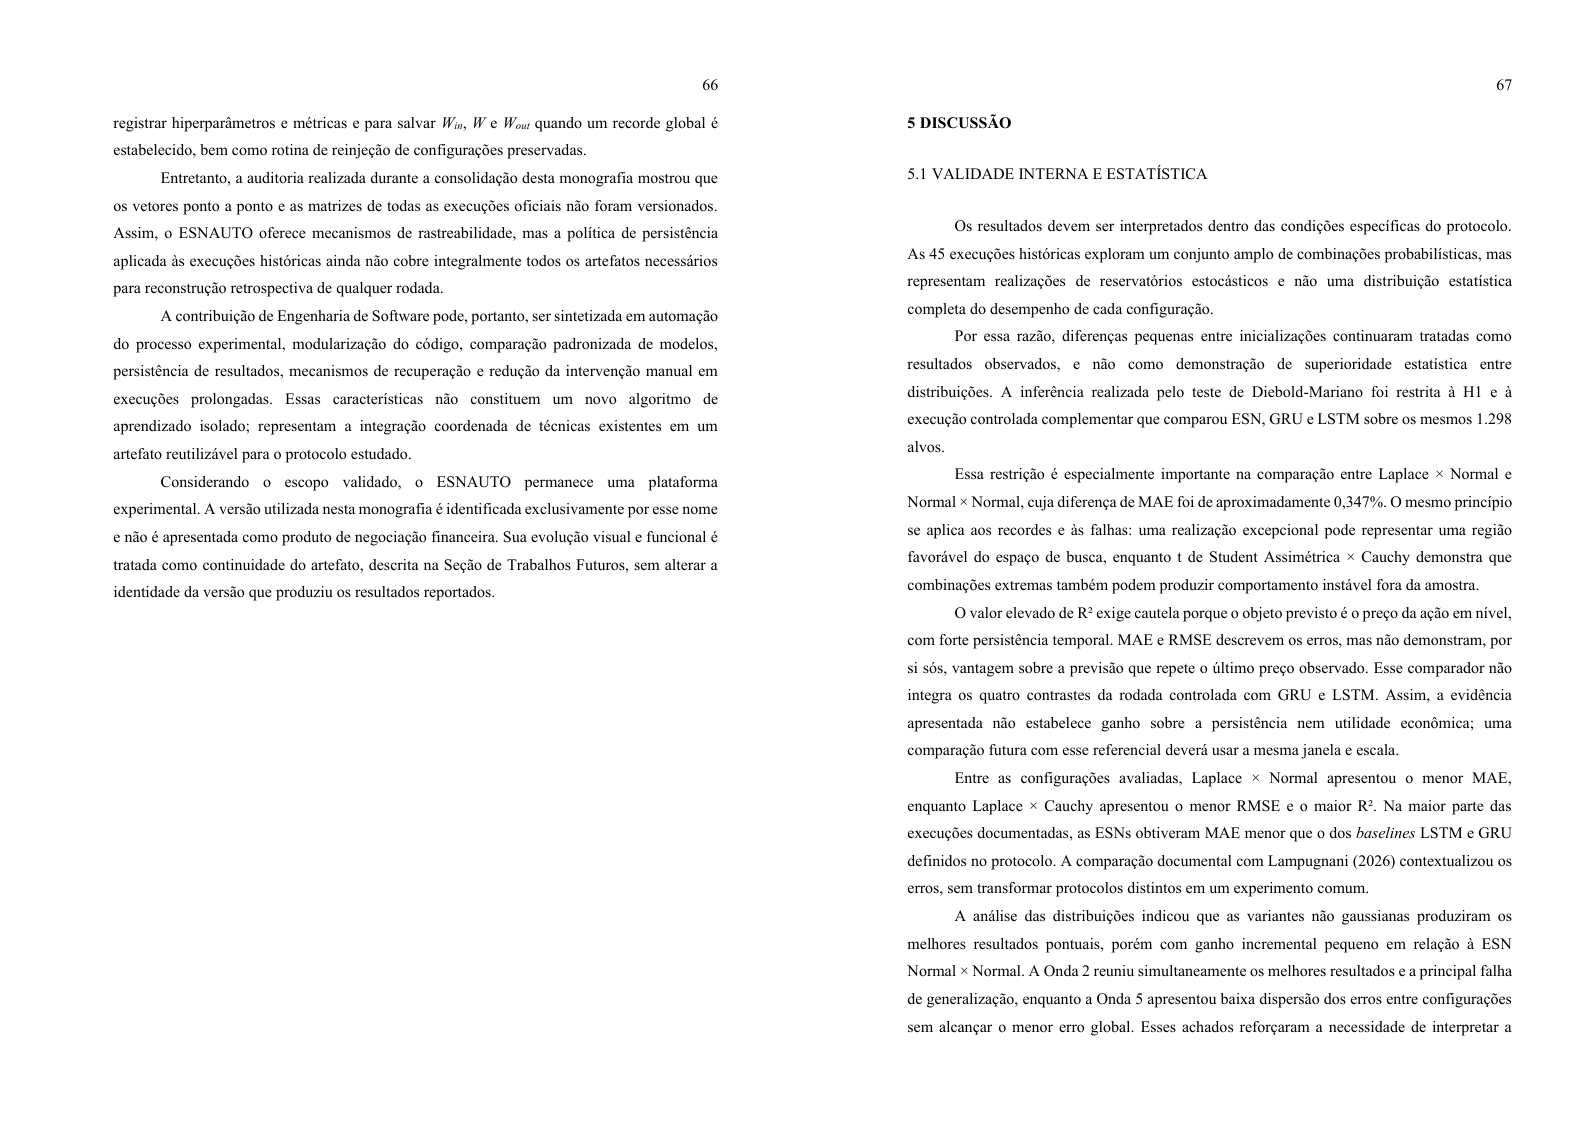 66
registrar hiperparâmetros e métricas e para salvar Win, W e Wout quando um recorde global é
estabelecido, bem como rotina de reinjeção de configurações preservadas.
Entretanto, a auditoria realizada durante a consolidação desta monografia mostrou que
os vetores ponto a ponto e as matrizes de todas as execuções oficiais não foram versionados.
Assim, o ESNAUTO oferece mecanismos de rastreabilidade, mas a política de persistência
aplicada às execuções históricas ainda não cobre integralmente todos os artefatos necessários
para reconstrução retrospectiva de qualquer rodada.
A contribuição de Engenharia de Software pode, portanto, ser sintetizada em automação
do processo experimental, modularização do código, comparação padronizada de modelos,
persistência de resultados, mecanismos de recuperação e redução da intervenção manual em
execuções prolongadas. Essas características não constituem um novo algoritmo de
aprendizado isolado; representam a integração coordenada de técnicas existentes em um
artefato reutilizável para o protocolo estudado.
Considerando o escopo validado, o ESNAUTO permanece uma plataforma
experimental. A versão utilizada nesta monografia é identificada exclusivamente por esse nome
e não é apresentada como produto de negociação financeira. Sua evolução visual e funcional é
tratada como continuidade do artefato, descrita na Seção de Trabalhos Futuros, sem alterar a
identidade da versão que produziu os resultados reportados.
67
5 DISCUSSÃO
5.1 VALIDADE INTERNA E ESTATÍSTICA
Os resultados devem ser interpretados dentro das condições específicas do protocolo.
As 45 execuções históricas exploram um conjunto amplo de combinações probabilísticas, mas
representam realizações de reservatórios estocásticos e não uma distribuição estatística
completa do desempenho de cada configuração.
Por essa razão, diferenças pequenas entre inicializações continuaram tratadas como
resultados observados, e não como demonstração de superioridade estatística entre
distribuições. A inferência realizada pelo teste de Diebold-Mariano foi restrita à H1 e à
execução controlada complementar que comparou ESN, GRU e LSTM sobre os mesmos 1.298
alvos.
Essa restrição é especialmente importante na comparação entre Laplace × Normal e
Normal × Normal, cuja diferença de MAE foi de aproximadamente 0,347%. O mesmo princípio
se aplica aos recordes e às falhas: uma realização excepcional pode representar uma região
favorável do espaço de busca, enquanto t de Student Assimétrica × Cauchy demonstra que
combinações extremas também podem produzir comportamento instável fora da amostra.
O valor elevado de R² exige cautela porque o objeto previsto é o preço da ação em nível,
com forte persistência temporal. MAE e RMSE descrevem os erros, mas não demonstram, por
si sós, vantagem sobre a previsão que repete o último preço observado. Esse comparador não
integra os quatro contrastes da rodada controlada com GRU e LSTM. Assim, a evidência
apresentada não estabelece ganho sobre a persistência nem utilidade econômica; uma
comparação futura com esse referencial deverá usar a mesma janela e escala.
Entre as configurações avaliadas, Laplace × Normal apresentou o menor MAE,
enquanto Laplace × Cauchy apresentou o menor RMSE e o maior R². Na maior parte das
execuções documentadas, as ESNs obtiveram MAE menor que o dos baselines LSTM e GRU
definidos no protocolo. A comparação documental com Lampugnani (2026) contextualizou os
erros, sem transformar protocolos distintos em um experimento comum.
A análise das distribuições indicou que as variantes não gaussianas produziram os
melhores resultados pontuais, porém com ganho incremental pequeno em relação à ESN
Normal × Normal. A Onda 2 reuniu simultaneamente os melhores resultados e a principal falha
de generalização, enquanto a Onda 5 apresentou baixa dispersão dos erros entre configurações
sem alcançar o menor erro global. Esses achados reforçaram a necessidade de interpretar a